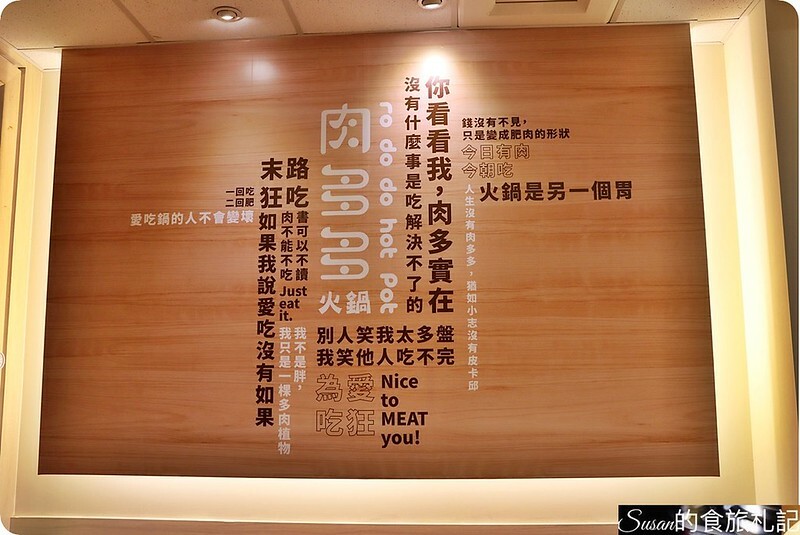 你看看我，肉多實在
沒有什麼事是吃解決不了的
ro do do hot pot
肉多多
火鍋
錢沒有不見，
只是變成肥肉的形狀
今日有肉
今朝吃
火鍋是另一個胃
人生沒有肉多多，猶如小志沒有皮卡邱
路吃
末狂
一回吃
二回肥
愛吃鍋的人不會變壞
如果我說愛吃沒有如果
書可以不讀
肉不能不吃
Just
eat
it.
我不是胖，
我只是一棵多肉植物
別人笑我太多盤
我笑他人吃不完
為愛
吃狂
Nice
to
MEAT
you!
Susan的食旅札記